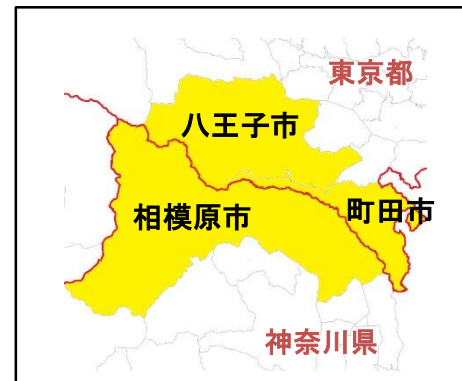 東京都
八王子市
町田市
相模原市
神奈川県